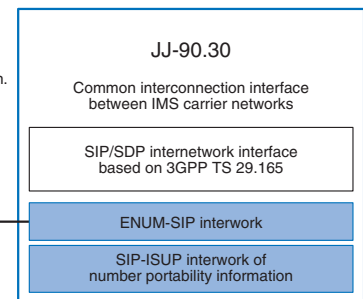 JJ-90.30
n.
Common interconnection interface
between IMS carrier networks
SIP/SDP internetwork interface
based on 3GPP TS 29.165
ENUM-SIP interwork
SIP-ISUP interwork of
number portability information